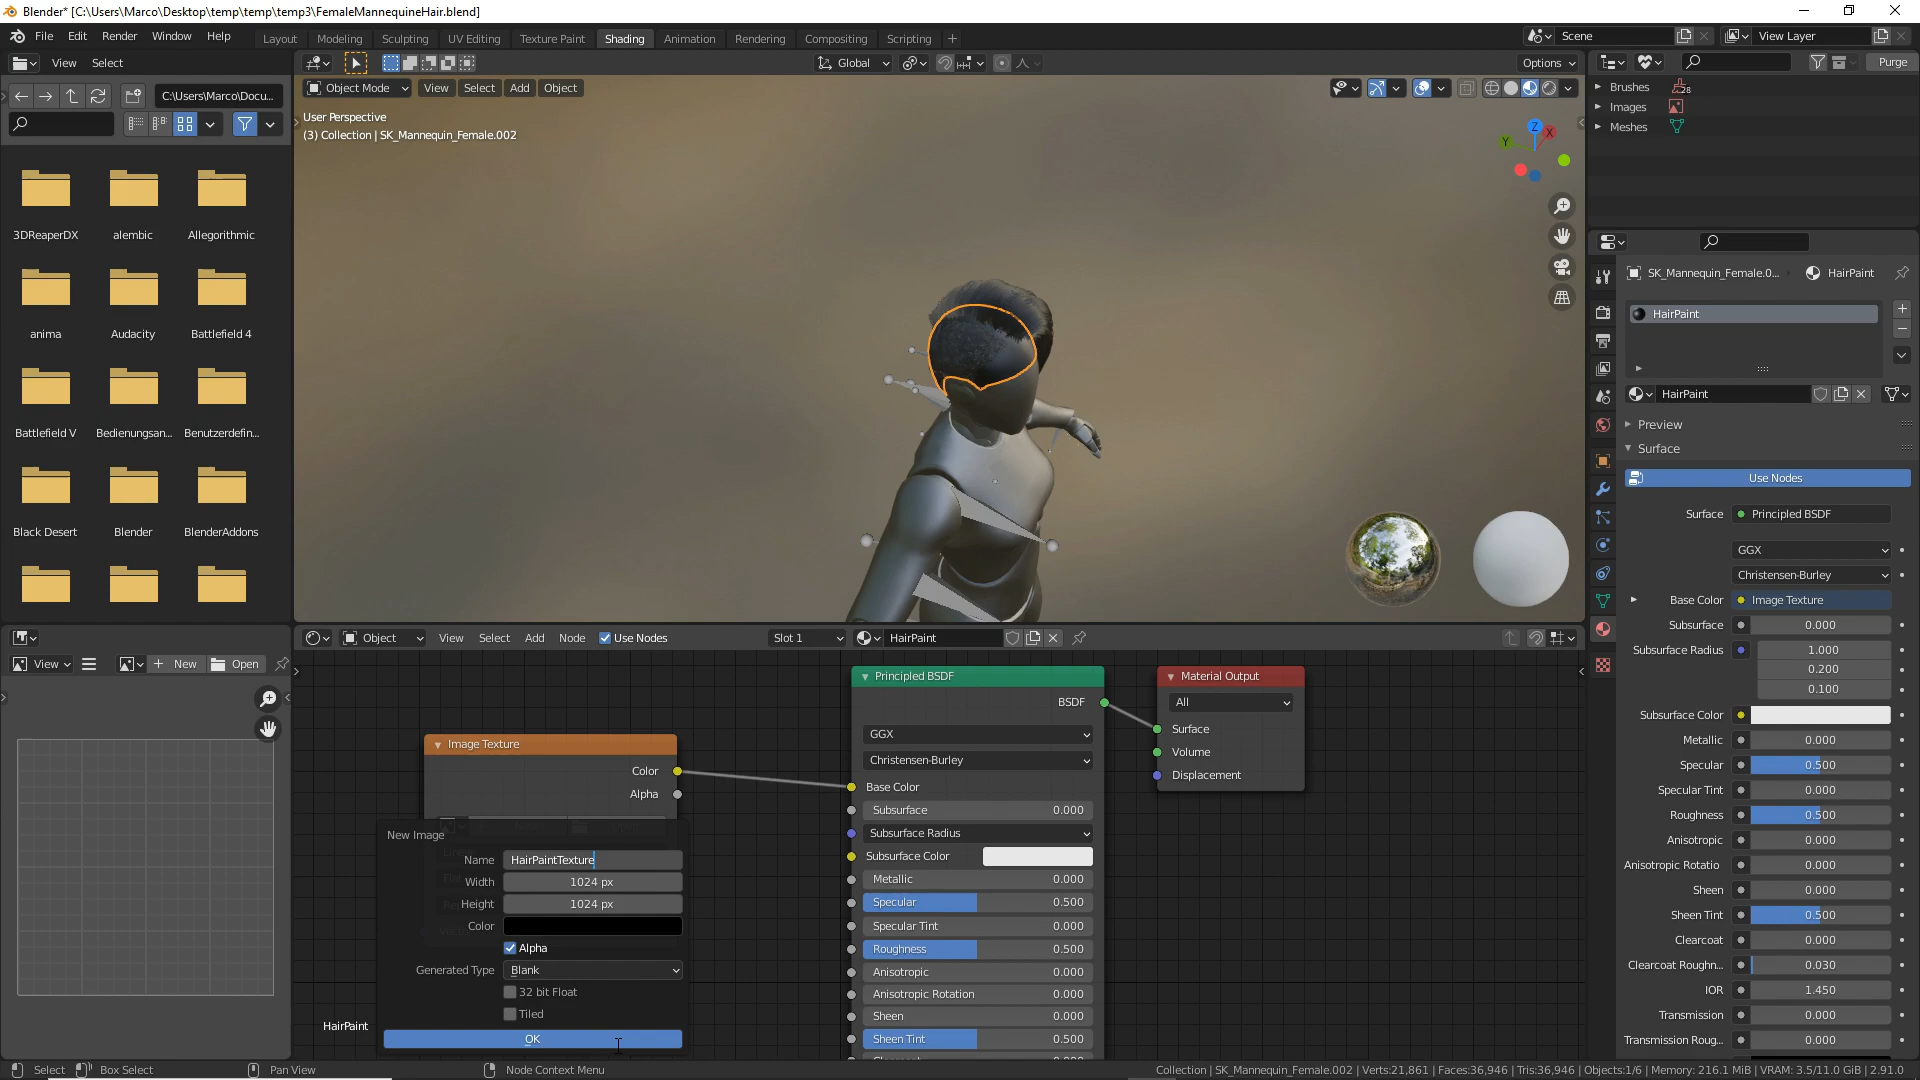 Blender* [C:\Users\Marco\Desktop\temp\temp\temp3\FemaleMannequineHair.blend]
File Edit Render Window Help
Layout Modeling Sculpting UV Editing Texture Paint Shading Animation Rendering Compositing Scripting
Scene
View Layer
View Select
Global
Options
Purge
C:\Users\Marco\Docu...
Object Mode View Select Add Object
User Perspective
(3) Collection | SK_Mannequin_Female.002
Brushes
28
Images
Meshes
Z
X
Y
3DReaperDX
alembic
Allegorithmic
anima
Audacity
Battlefield 4
Battlefield V
Bedienungsan...
Benutzerdefin...
Black Desert
Blender
BlenderAddons
SK_Mannequin_Female.0...
HairPaint
HairPaint
HairPaint
Preview
Surface
Use Nodes
Surface
Principled BSDF
GGX
Christensen-Burley
Base Color
Image Texture
Subsurface
0.000
Subsurface Radius
1.000
0.200
0.100
Subsurface Color
Metallic
0.000
Specular
0.500
Specular Tint
0.000
Roughness
0.500
Anisotropic
0.000
Anisotropic Rotatio
0.000
Sheen
0.000
Sheen Tint
0.500
Clearcoat
0.000
Clearcoat Roughn...
0.030
IOR
1.450
Transmission
0.000
Transmission Roug...
0.000
View
New
Open
Object View Select Add Node Use Nodes
Slot 1
HairPaint
Image Texture
Color
Alpha
New Image
Name
HairPaintTexture
Width
1024 px
Height
1024 px
Color
Alpha
Generated Type
Blank
32 bit Float
Tiled
OK
HairPaint
Principled BSDF
BSDF
GGX
Christensen-Burley
Base Color
Subsurface
0.000
Subsurface Radius
Subsurface Color
Metallic
0.000
Specular
0.500
Specular Tint
0.000
Roughness
0.500
Anisotropic
0.000
Anisotropic Rotation
0.000
Sheen
0.000
Sheen Tint
0.500
Material Output
All
Surface
Volume
Displacement
Select
Box Select
Pan View
Node Context Menu
Collection | SK_Mannequin_Female.002 | Verts:21,861 | Faces:36,946 | Tris:36,946 | Objects:1/6 | Memory: 216.1 MiB | VRAM: 3.5/11.0 GiB | 2.91.0